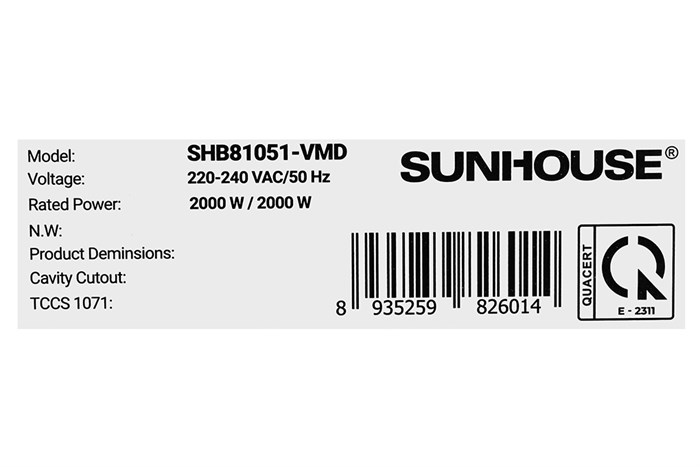 Model: SHB81051-VMD
SUNHOUSE®
Voltage: 220-240 VAC/50 Hz
Rated Power: 2000 W / 2000 W
N.W:
Product Deminsions:
Cavity Cutout:
TCCS 1071:
8 935259 826014
QUACERT
E - 2311